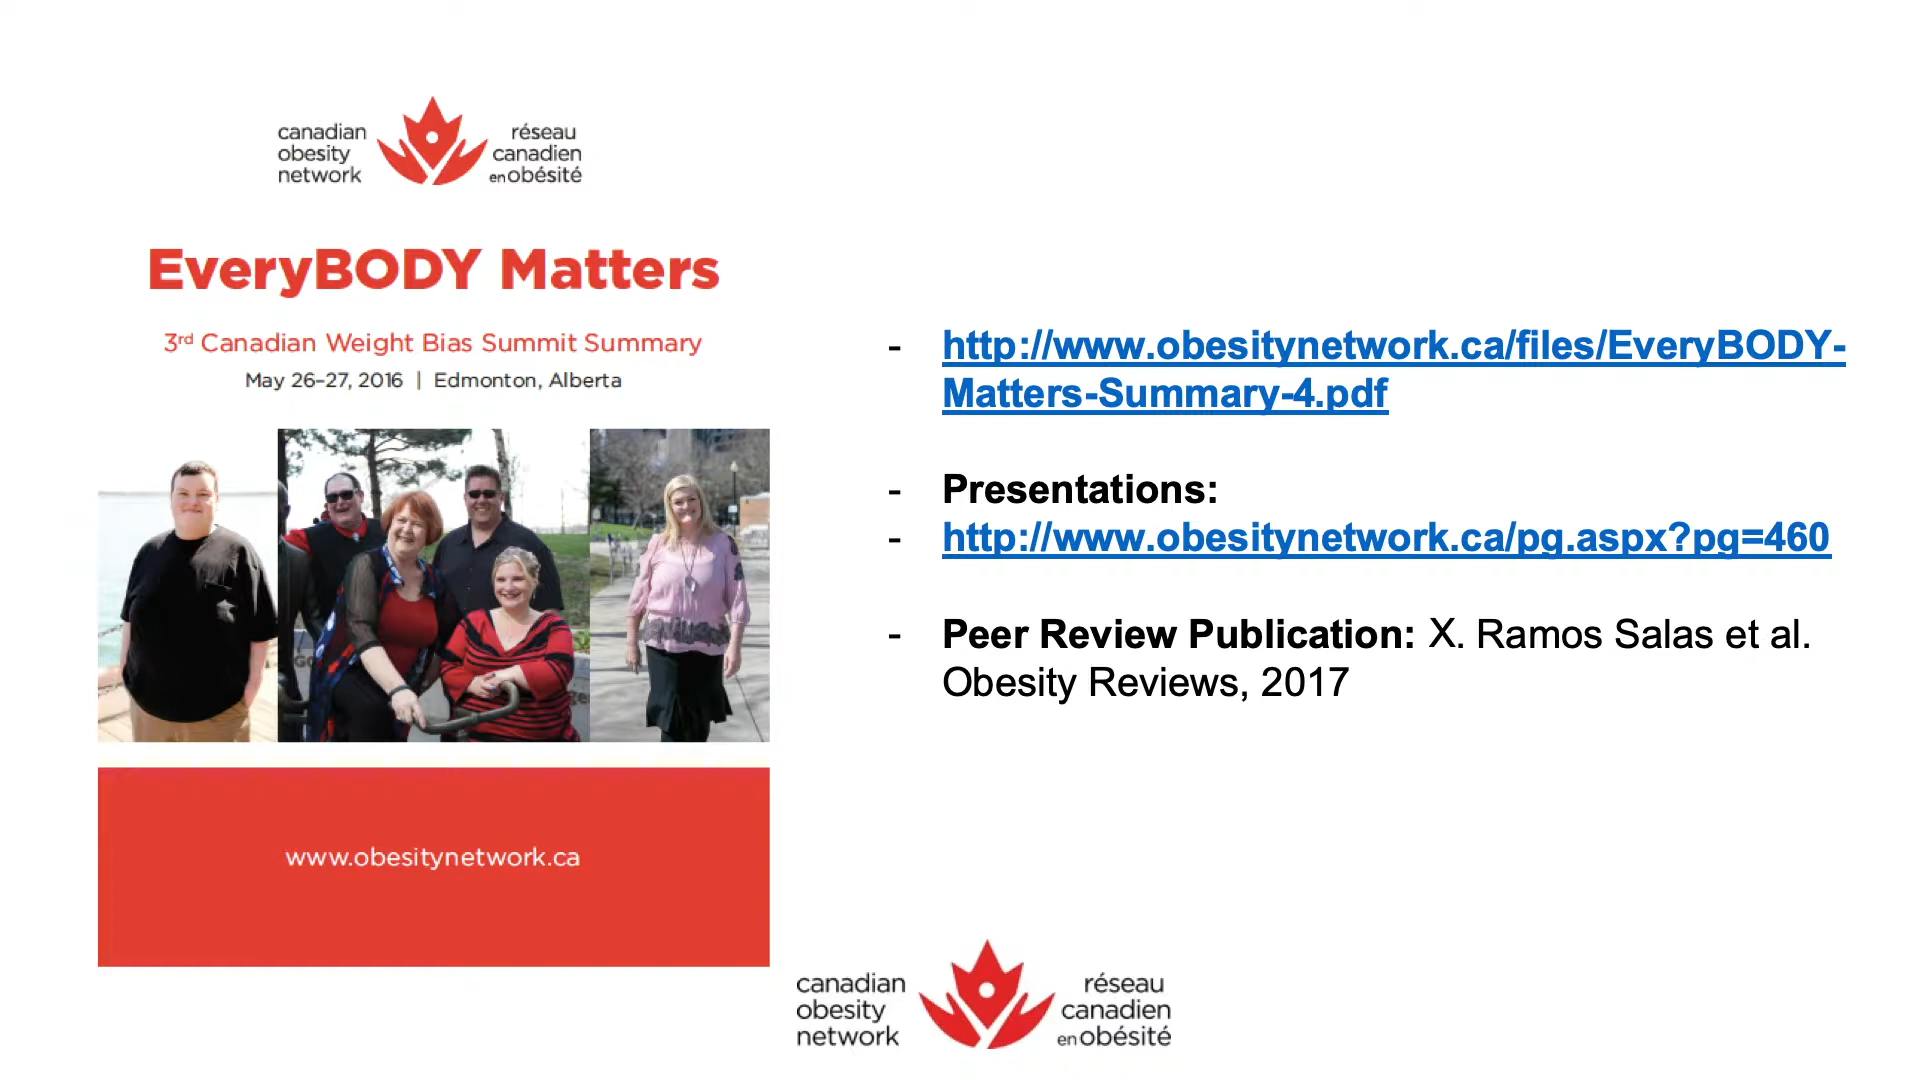 canadian
obesity
network
réseau
canadien
en obésité
EveryBODY Matters
3rd Canadian Weight Bias Summit Summary
May 26–27, 2016 | Edmonton, Alberta
www.obesitynetwork.ca
- http://www.obesitynetwork.ca/files/EveryBODY-
Matters-Summary-4.pdf
- Presentations:
- http://www.obesitynetwork.ca/pg.aspx?pg=460
- Peer Review Publication: X. Ramos Salas et al.
Obesity Reviews, 2017
canadian
obesity
network
réseau
canadien
en obésité